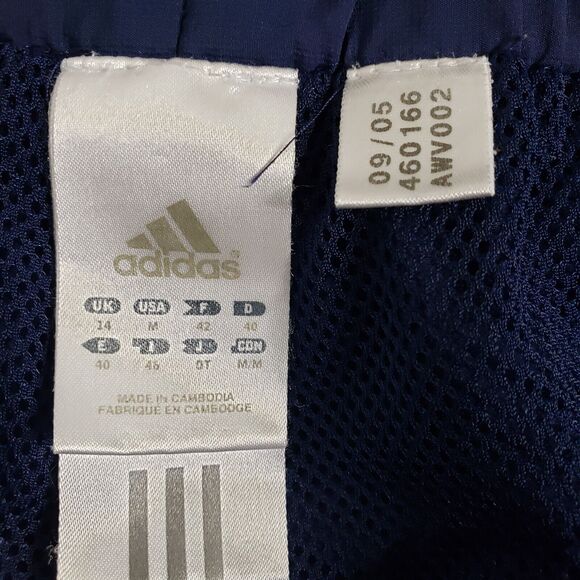 adidas
UK USA F D
14 M 42 40
E I J CDN
40 46 OT M/M
MADE IN CAMBODIA
FABRIQUÉ EN CAMBODGE
09/05
460166
AWV002